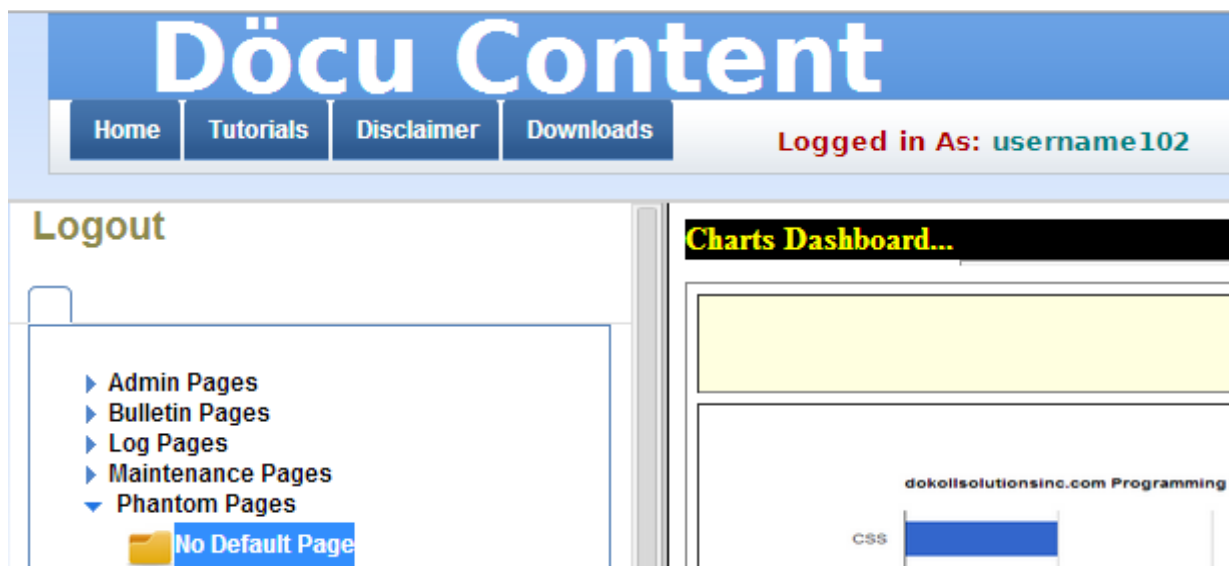 Döcu Content
Home Tutorials Disclaimer Downloads
Logged in As: username102
Logout
Admin Pages
Bulletin Pages
Log Pages
Maintenance Pages
Phantom Pages
No Default Page
Charts Dashboard...
dokollsolutionsinc.com Programming
CSS